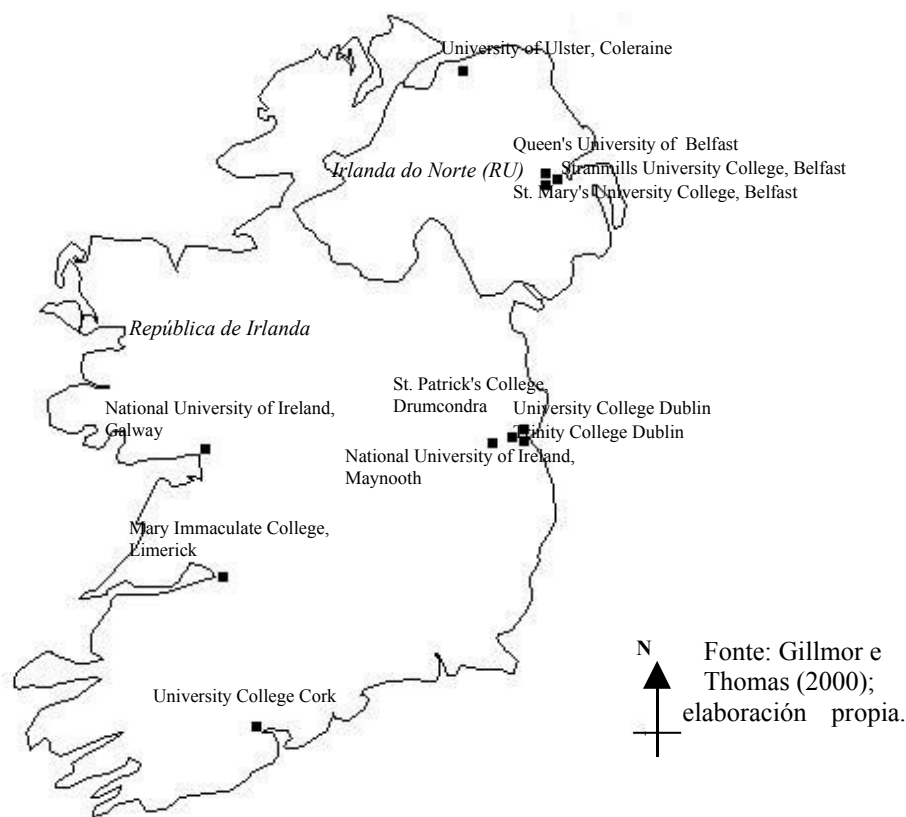 University of Ulster, Coleraine
Queen's University of Belfast
Irlanda do Norte (RU)
Stranmills University College, Belfast
St. Mary's University College, Belfast
República de Irlanda
St. Patrick's College,
Drumcondra
University College Dublin
Trinity College Dublin
National University of Ireland,
Galway
National University of Ireland,
Maynooth
Mary Immaculate College,
Limerick
University College Cork
N
Fonte: Gillmor e
Thomas (2000);
elaboración propia.